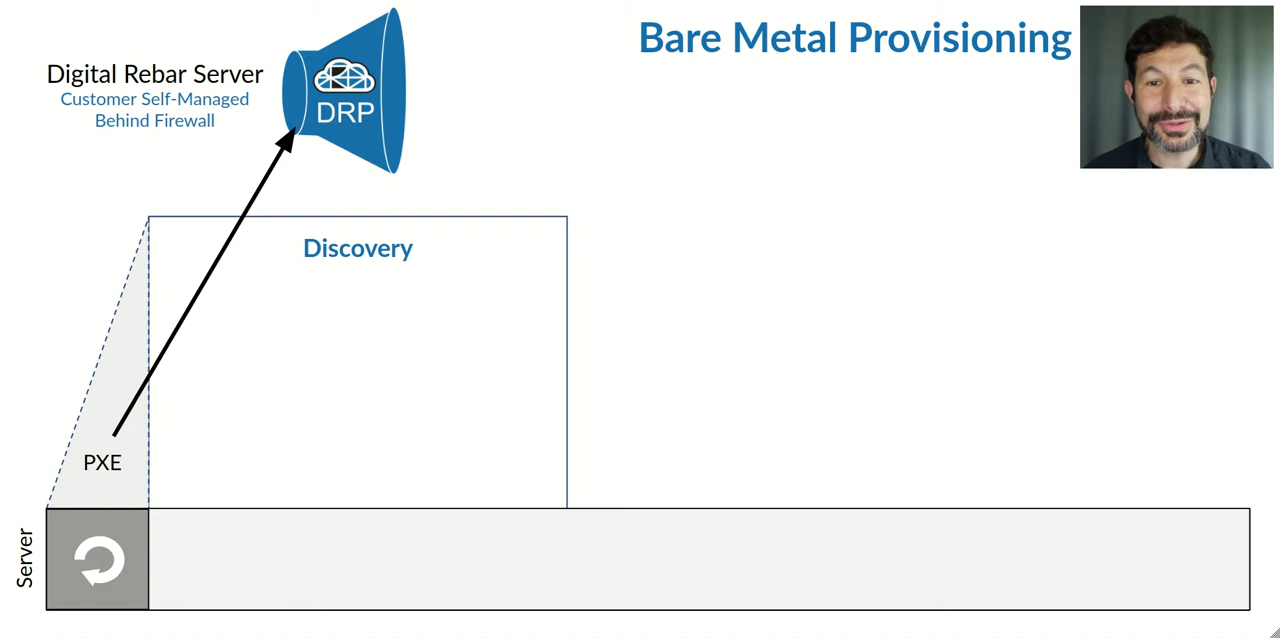 Bare Metal Provisioning
Digital Rebar Server
Customer Self-Managed
Behind Firewall
DRP
Discovery
PXE
Server